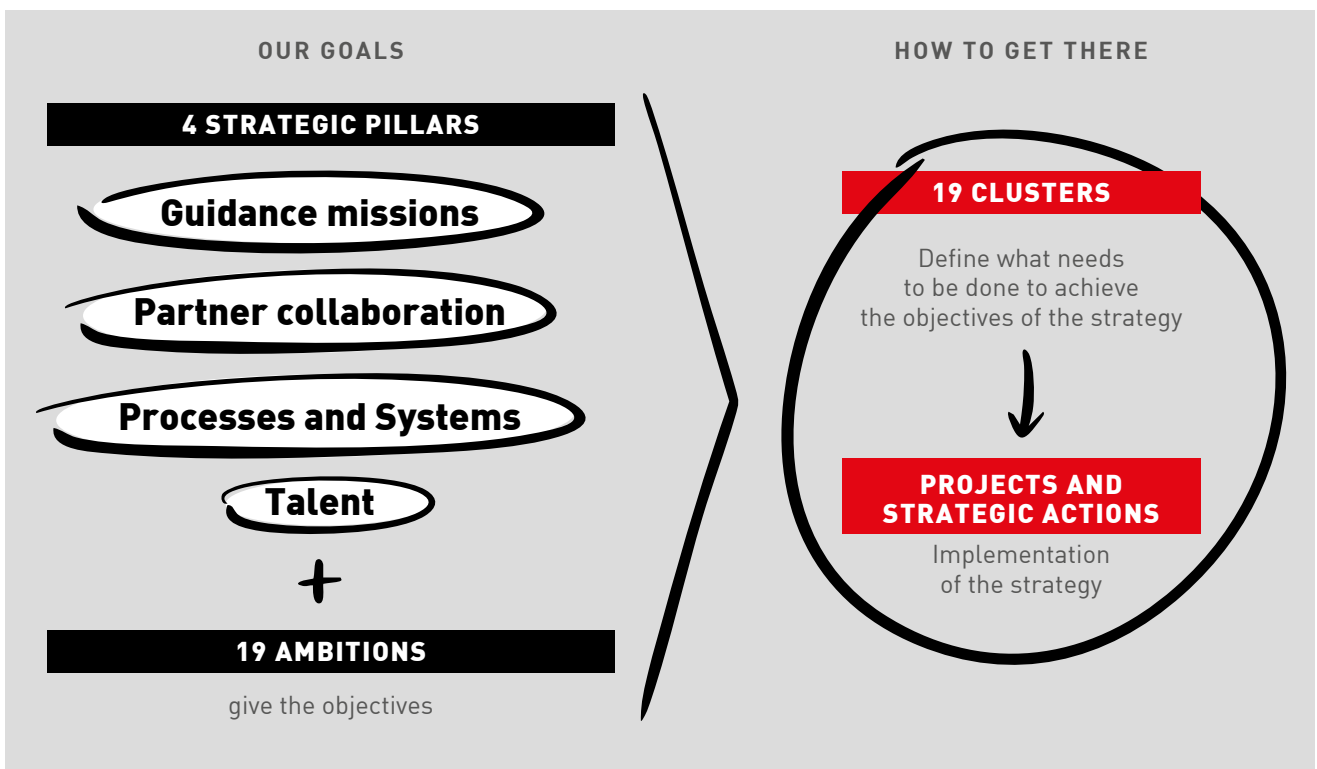 OUR GOALS
4 STRATEGIC PILLARS
Guidance missions
Partner collaboration
Processes and Systems
Talent
+
19 AMBITIONS
give the objectives
HOW TO GET THERE
19 CLUSTERS
Define what needs
to be done to achieve
the objectives of the strategy
PROJECTS AND
STRATEGIC ACTIONS
Implementation
of the strategy